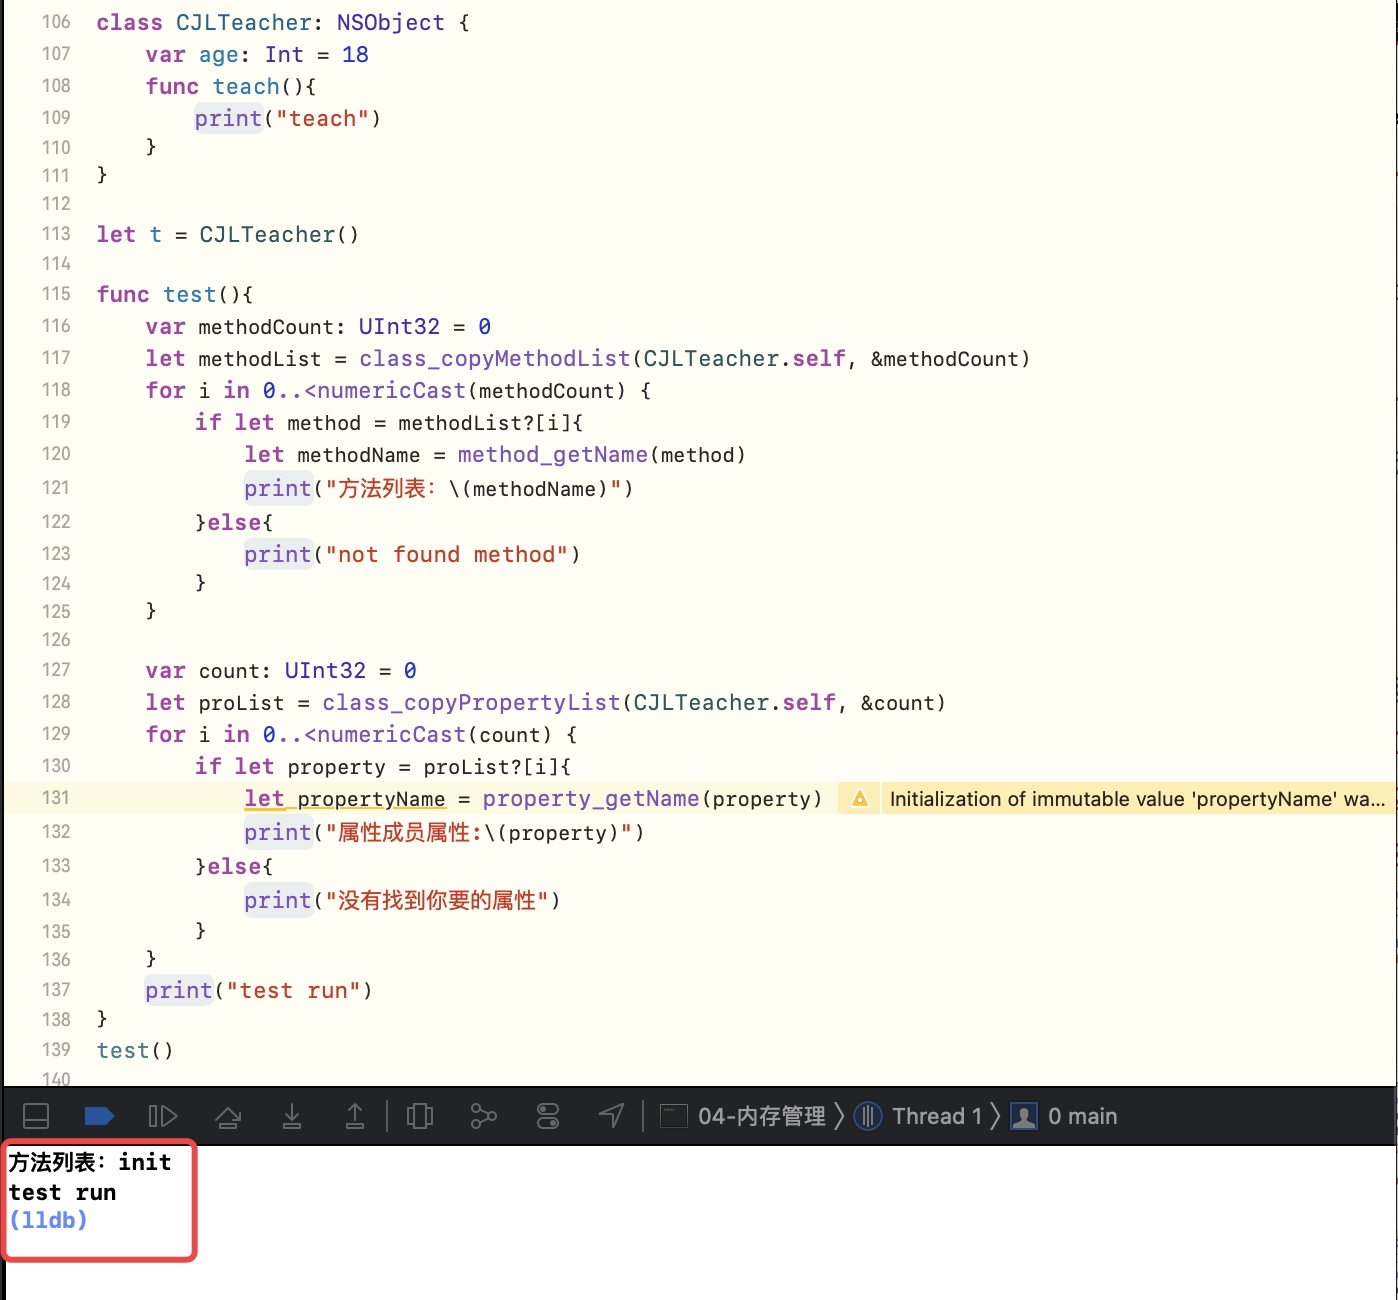 106 class CJLTeacher: NSObject {
107 var age: Int = 18
108 func teach(){
109 print("teach")
110 }
111 }
112
113 let t = CJLTeacher()
114
115 func test(){
116 var methodCount: UInt32 = 0
117 let methodList = class_copyMethodList(CJLTeacher.self, &methodCount)
118 for i in 0..<numericCast(methodCount) {
119 if let method = methodList?[i]{
120 let methodName = method_getName(method)
121 print("方法列表：\(methodName)")
122 }else{
123 print("not found method")
124 }
125 }
126
127 var count: UInt32 = 0
128 let proList = class_copyPropertyList(CJLTeacher.self, &count)
129 for i in 0..<numericCast(count) {
130 if let property = proList?[i]{
131 let propertyName = property_getName(property) Initialization of immutable value 'propertyName' wa...
132 print("属性成员属性:\(property)")
133 }else{
134 print("没有找到你要的属性")
135 }
136 }
137 print("test run")
138 }
139 test()
140
04-内存管理 〉 Thread 1 〉 0 main
方法列表：init
test run
(lldb)